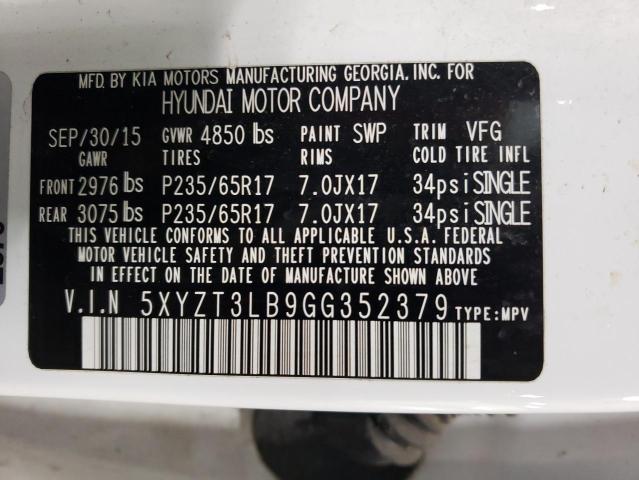 MFD. BY KIA MOTORS MANUFACTURING GEORGIA, INC. FOR
HYUNDAI MOTOR COMPANY
SEP/30/15 GVWR 4850 lbs PAINT SWP TRIM VFG
GAWR TIRES RIMS COLD TIRE INFL
FRONT 2976 lbs P235/65R17 7.0JX17 34psi SINGLE
REAR 3075 lbs P235/65R17 7.0JX17 34psi SINGLE
THIS VEHICLE CONFORMS TO ALL APPLICABLE U.S.A. FEDERAL
MOTOR VEHICLE SAFETY BUMPER, AND THEFT PREVENTION
STANDARDS IN EFFECT ON THE DATE OF MANUFACTURE
SHOWN ABOVE.
V.I.N 5XYZT3LB9GG352379 TYPE:MPV